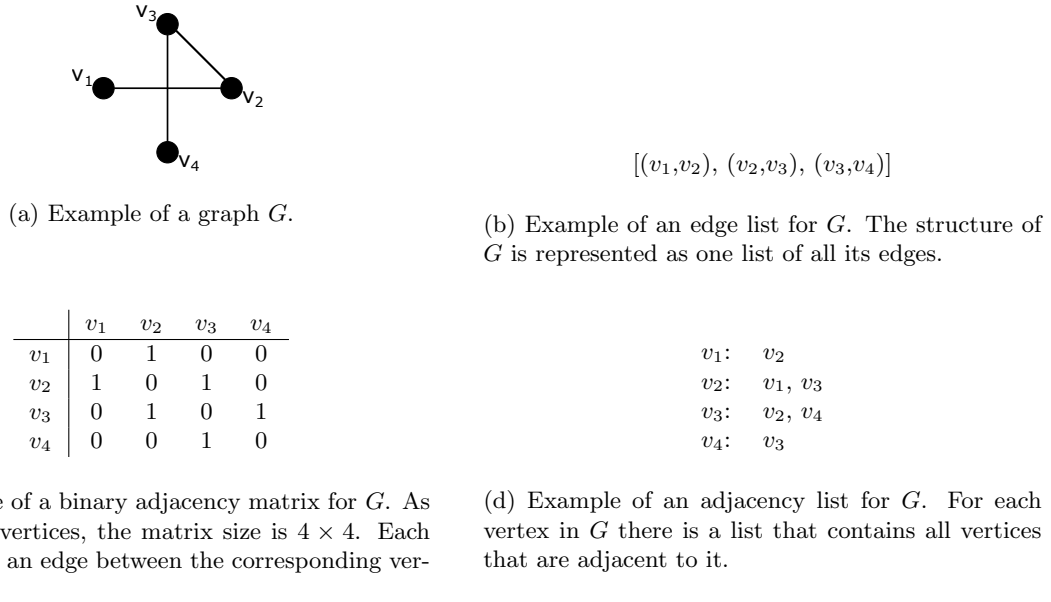 v₃
v₁
v₂
v₄
(a) Example of a graph G.
[(v₁,v₂), (v₂,v₃), (v₃,v₄)]
(b) Example of an edge list for G. The structure of
G is represented as one list of all its edges.
v₁ v₂ v₃ v₄
v₁ 0 1 0 0
v₂ 1 0 1 0
v₃ 0 1 0 1
v₄ 0 0 1 0
of a binary adjacency matrix for G. As
vertices, the matrix size is 4 × 4. Each
an edge between the corresponding ver-
v₁: v₂
v₂: v₁, v₃
v₃: v₂, v₄
v₄: v₃
(d) Example of an adjacency list for G. For each
vertex in G there is a list that contains all vertices
that are adjacent to it.